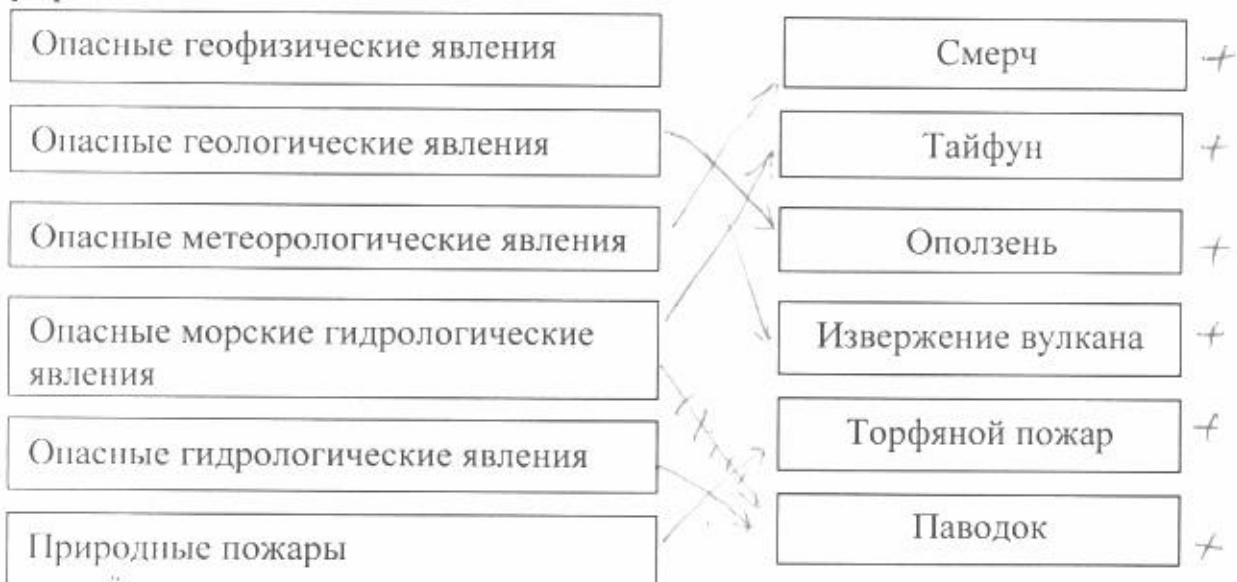 Опасные геофизические явления
Опасные геологические явления
Опасные метеорологические явления
Опасные морские гидрологические
явления
Опасные гидрологические явления
Природные пожары
Смерч +
Тайфун +
Оползень +
Извержение вулкана +
Торфяной пожар +
Паводок +